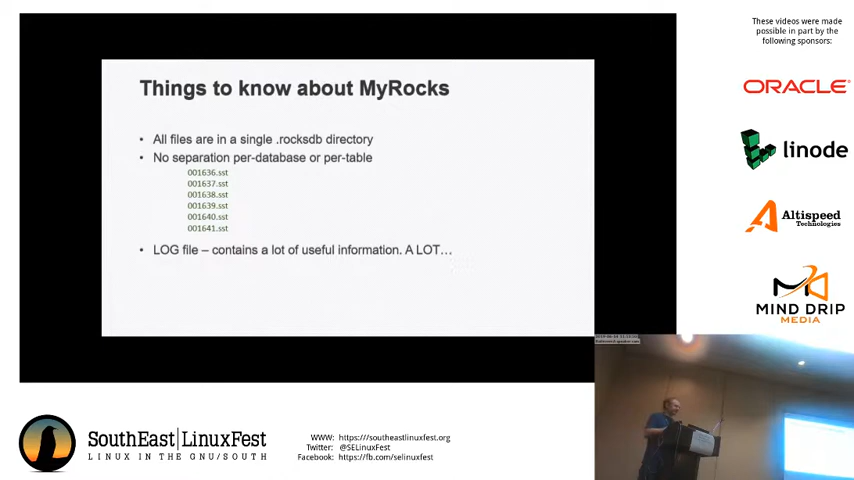 These videos were made
possible in part by the
following sponsors:
ORACLE
linode
Altispeed
Technologies
MIND DRIP
MEDIA
Things to know about MyRocks
• All files are in a single .rocksdb directory
• No separation per-database or per-table
001636.sst
001637.sst
001638.sst
001639.sst
001640.sst
001641.sst
• LOG file – contains a lot of useful information. A LOT…
SouthEast|LinuxFest
LINUX IN THE GNU/SOUTH
WWW: https:///southeastlinuxfest.org
Twitter: @SELinuxFest
Facebook: https://fb.com/selinuxfest